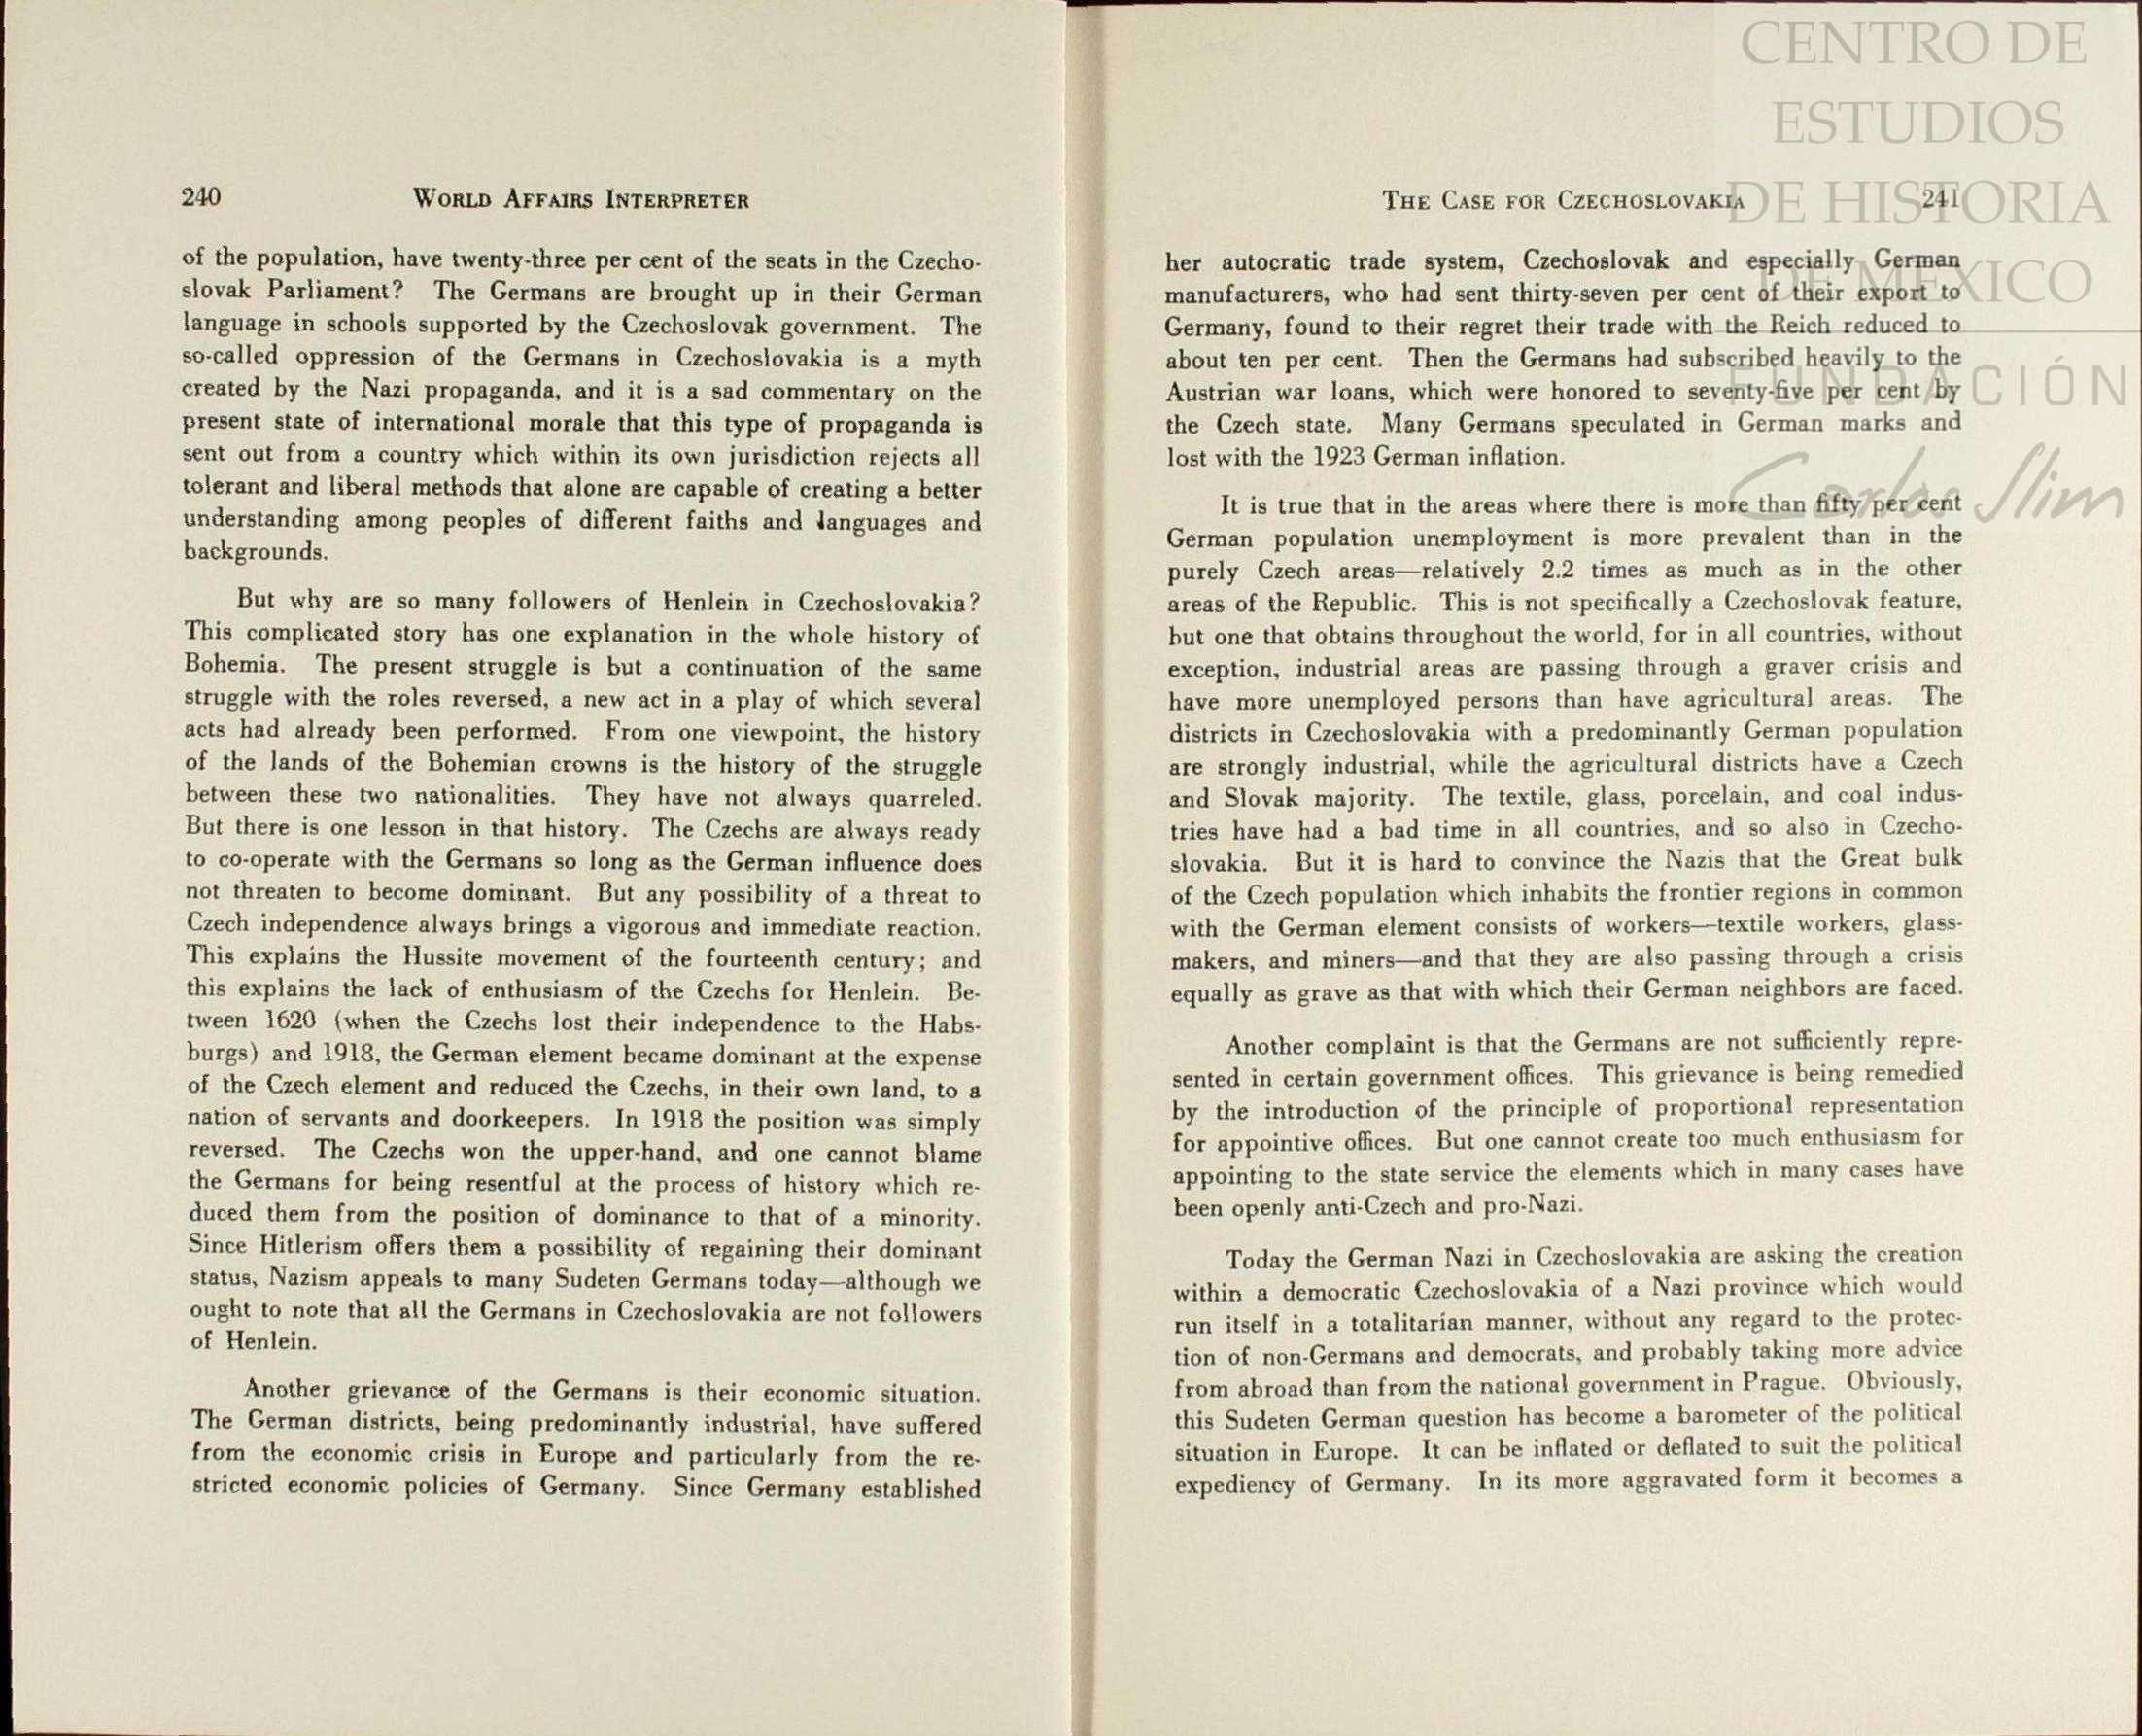 240 WORLD AFFAIRS INTERPRETER
of the population, have twenty-three per cent of the seats in the Czecho-
slovak Parliament? The Germans are brought up in their German
language in schools supported by the Czechoslovak government. The
so-called oppression of the Germans in Czechoslovakia is a myth
created by the Nazi propaganda, and it is a sad commentary on the
present state of international morale that this type of propaganda is
sent out from a country which within its own jurisdiction rejects all
tolerant and liberal methods that alone are capable of creating a better
understanding among peoples of different faiths and languages and
backgrounds.
But why are so many followers of Henlein in Czechoslovakia?
This complicated story has one explanation in the whole history of
Bohemia. The present struggle is but a continuation of the same
struggle with the roles reversed, a new act in a play of which several
acts had already been performed. From one viewpoint, the history
of the lands of the Bohemian crowns is the history of the struggle
between these two nationalities. They have not always quarreled.
But there is one lesson in that history. The Czechs are always ready
to co-operate with the Germans so long as the German influence does
not threaten to become dominant. But any possibility of a threat to
Czech independence always brings a vigorous and immediate reaction.
This explains the Hussite movement of the fourteenth century; and
this explains the lack of enthusiasm of the Czechs for Henlein. Be-
tween 1620 (when the Czechs lost their independence to the Habs-
burgs) and 1918, the German element became dominant at the expense
of the Czech element and reduced the Czechs, in their own land, to a
nation of servants and doorkeepers. In 1918 the position was simply
reversed. The Czechs won the upper-hand, and one cannot blame
the Germans for being resentful at the process of history which re-
duced them from the position of dominance to that of a minority.
Since Hitlerism offers them a possibility of regaining their dominant
status, Nazism appeals to many Sudeten Germans today—although we
ought to note that all the Germans in Czechoslovakia are not followers
of Henlein.
Another grievance of the Germans is their economic situation.
The German districts, being predominantly industrial, have suffered
from the economic crisis in Europe and particularly from the re-
stricted economic policies of Germany. Since Germany established
THE CASE FOR CZECHOSLOVAKIA 241
her autocratic trade system, Czechoslovak and especially German
manufacturers, who had sent thirty-seven per cent of their export to
Germany, found to their regret their trade with the Reich reduced to
about ten per cent. Then the Germans had subscribed heavily to the
Austrian war loans, which were honored to seventy-five per cent by
the Czech state. Many Germans speculated in German marks and
lost with the 1923 German inflation.
It is true that in the areas where there is more than fifty per cent
German population unemployment is more prevalent than in the
purely Czech areas—relatively 2.2 times as much as in the other
areas of the Republic. This is not specifically a Czechoslovak feature,
but one that obtains throughout the world, for in all countries, without
exception, industrial areas are passing through a graver crisis and
have more unemployed persons than have agricultural areas. The
districts in Czechoslovakia with a predominantly German population
are strongly industrial, while the agricultural districts have a Czech
and Slovak majority. The textile, glass, porcelain, and coal indus-
tries have had a bad time in all countries, and so also in Czecho-
slovakia. But it is hard to convince the Nazis that the Great bulk
of the Czech population which inhabits the frontier regions in common
with the German element consists of workers—textile workers, glass-
makers, and miners—and that they are also passing through a crisis
equally as grave as that with which their German neighbors are faced.
Another complaint is that the Germans are not sufficiently repre-
sented in certain government offices. This grievance is being remedied
by the introduction of the principle of proportional representation
for appointive offices. But one cannot create too much enthusiasm for
appointing to the state service the elements which in many cases have
been openly anti-Czech and pro-Nazi.
Today the German Nazi in Czechoslovakia are asking the creation
within a democratic Czechoslovakia of a Nazi province which would
run itself in a totalitarian manner, without any regard to the protec-
tion of non-Germans and democrats, and probably taking more advice
from abroad than from the national government in Prague. Obviously,
this Sudeten German question has become a barometer of the political
situation in Europe. It can be inflated or deflated to suit the political
expediency of Germany. In its more aggravated form it becomes a
CENTRO DE
ESTUDIOS
DE HISTORIA
DE MÉXICO
FUNDACIÓN
Carlos Slim